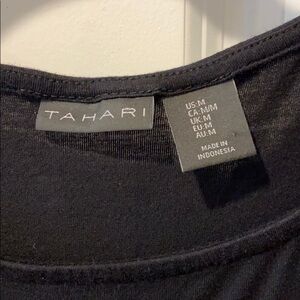 TAHARI
US:M
CA:M/M
UK:M
EU:M
AU:M
MADE IN
INDONESIA